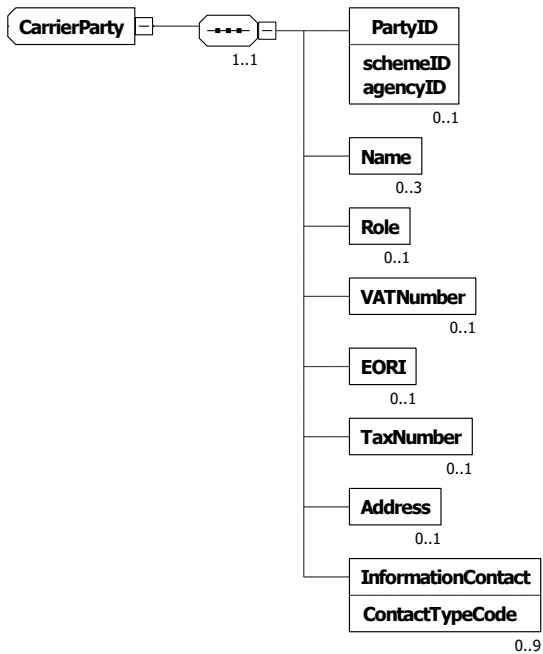 CarrierParty
1..1
PartyID
schemeID
agencyID
0..1
Name
0..3
Role
0..1
VATNumber
0..1
EORI
0..1
TaxNumber
0..1
Address
0..1
InformationContact
ContactTypeCode
0..9